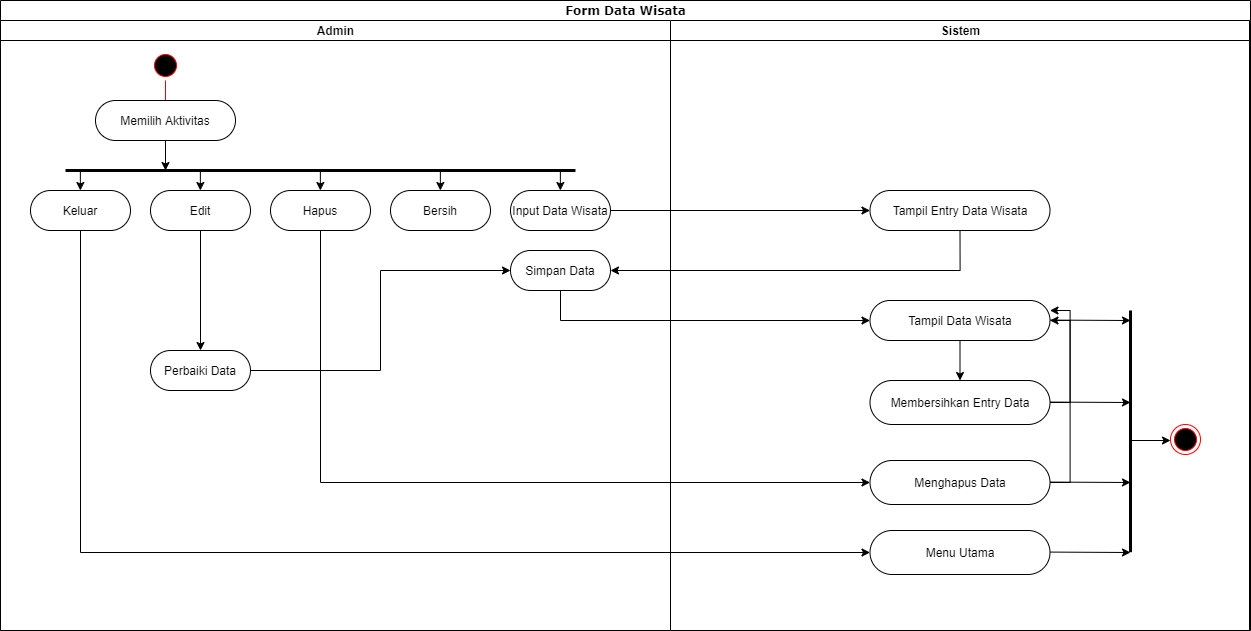 Form Data Wisata
Admin
Sistem
Memilih Aktivitas
Keluar
Edit
Hapus
Bersih
Input Data Wisata
Tampil Entry Data Wisata
Simpan Data
Tampil Data Wisata
Perbaiki Data
Membersihkan Entry Data
Menghapus Data
Menu Utama